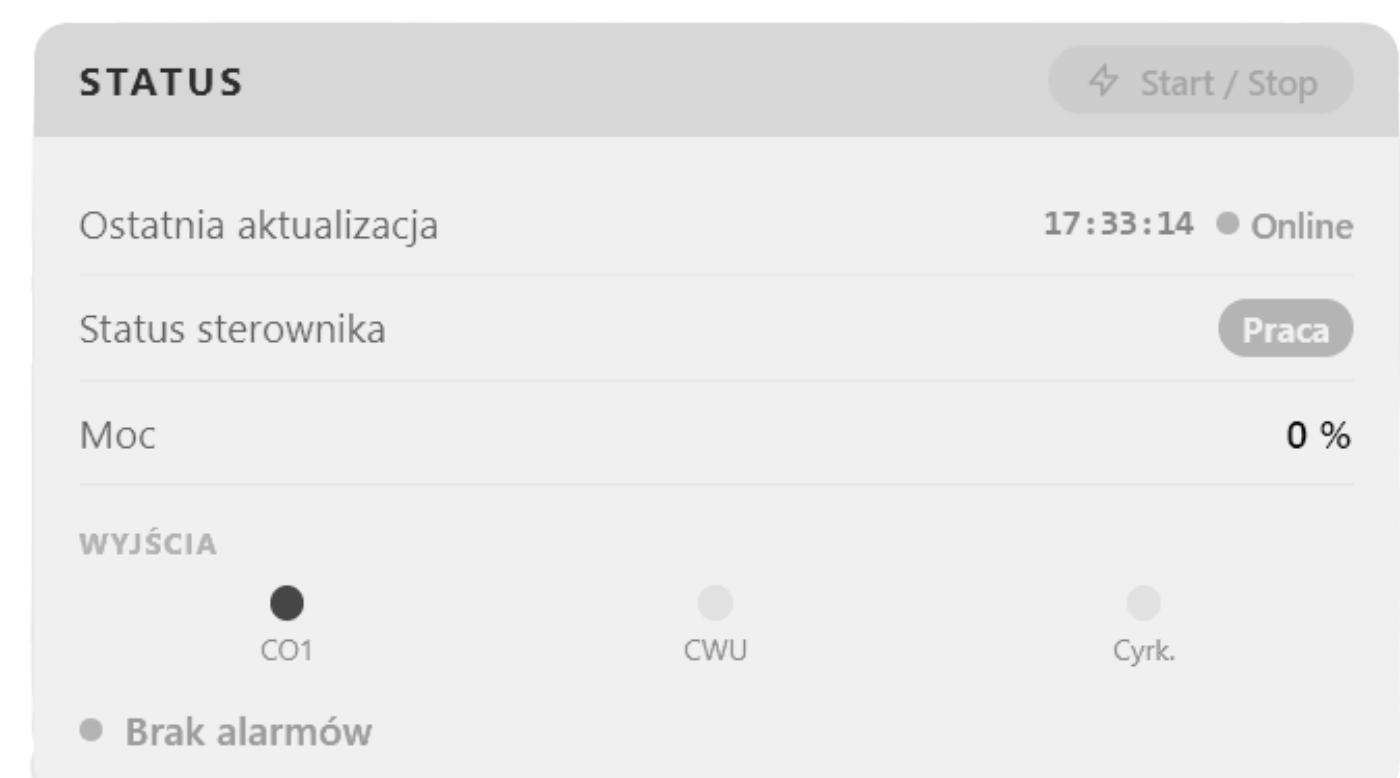 STATUS
Start / Stop
Ostatnia aktualizacja
17:33:14 Online
Status sterownika
Praca
Moc
0 %
WYJŚCIA
CO1
CWU
Cyrk.
Brak alarmów